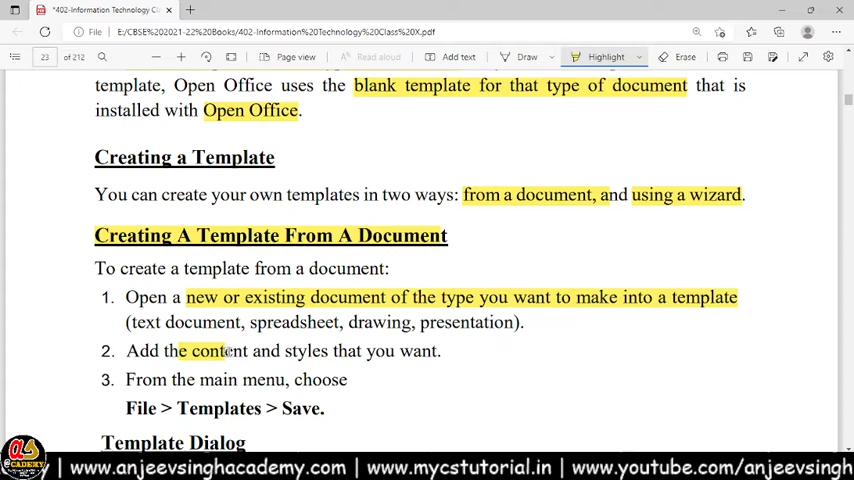 *402-Information Technology Cla
File
E:/CBSE%202021-22%20Books/402-Information%20Technology%20Class%20X.pdf
23 of 212
Page view
Read aloud
Add text
Draw
Highlight
Erase
template, Open Office uses the blank template for that type of document that is
installed with Open Office.
Creating a Template
You can create your own templates in two ways: from a document, and using a wizard.
Creating A Template From A Document
To create a template from a document:
1. Open a new or existing document of the type you want to make into a template
(text document, spreadsheet, drawing, presentation).
2. Add the content and styles that you want.
3. From the main menu, choose
File > Templates > Save.
Template Dialog
CADEMY
| www.anjeevsinghacademy.com | www.mycstutorial.in | www.youtube.com/anjeevsingh